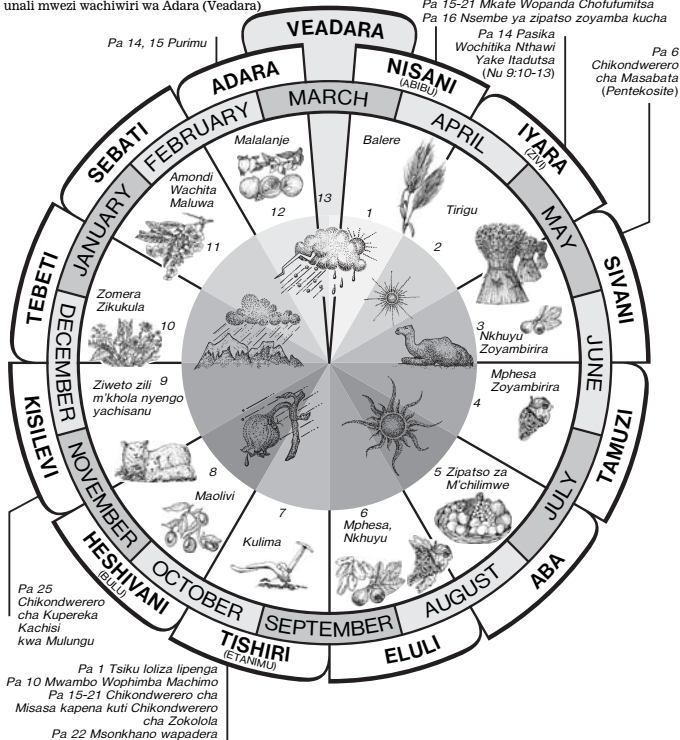 unali mwezi wachiwiri wa Adara (Veadara)
Pa 14, 15 Purimu
Pa 15-21 Mkate Wopanda Chofufumitsa
Pa 16 Nsembe ya zipatso zoyamba kucha
Pa 14 Pasika
Wochitika Nthawi
Yake Itadutsa
(Nu 9:10-13)
Pa 6
Chikondwerero
cha Masabata
(Pentekosite)
VEADARA
NISANI
(ABIBU)
IYARA
(ZIVI)
SIVANI
TAMUZI
ABA
ELULI
TISHIRI
(ETANIMU)
HESHIVANI
(BULU)
KISILEVI
TEBETI
SEBATI
ADARA
MARCH
APRIL
MAY
JUNE
JULY
AUGUST
SEPTEMBER
OCTOBER
NOVEMBER
DECEMBER
JANUARY
FEBRUARY
13
Balere
1
Tirigu
2
3
Nkhuyu
Zoyambirira
Mphesa
Zoyambirira
4
5 Zipatso za
M'chilimwe
6
Mphesa,
Nkhuyu
7
Kulima
8
Maolivi
Ziweto zili 9
m'khola nyengo
yachisanu
Zomera
Zikukula
10
Amondi
Wachita
Maluwa
11
Malalanje
12
Pa 25
Chikondwerero
cha Kupereka
Kachisi
kwa Mulungu
Pa 1 Tsiku loliza lipenga
Pa 10 Mwambo Wophimba Machimo
Pa 15-21 Chikondwerero cha
Misasa kapena kuti Chikondwerero
cha Zokolola
Pa 22 Msonkhano wapadera